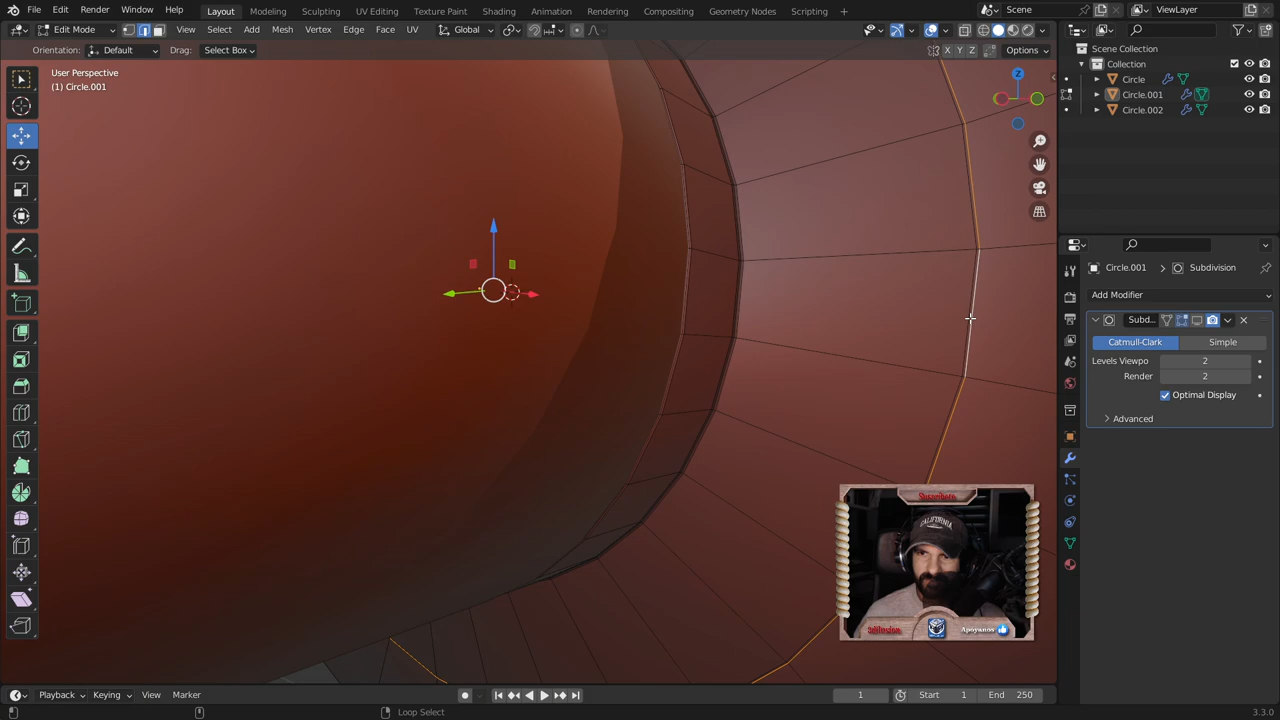 File Edit Render Window Help Layout Modeling Sculpting UV Editing Texture Paint Shading Animation Rendering Compositing Geometry Nodes Scripting Scene ViewLayer
Edit Mode View Select Add Mesh Vertex Edge Face UV Global
Orientation: Default Drag: Select Box X Y Z Options
User Perspective
(1) Circle.001
Z
Scene Collection
Collection
Circle
Circle.001
Circle.002
Circle.001 Subdivision
Add Modifier
Subd...
Catmull-Clark Simple
Levels Viewpo 2
Render 2
Optimal Display
Advanced
Suscribete
CALIFORNIA
Apoyanos
Playback Keying View Marker 1 Start 1 End 250
Loop Select 3.3.0